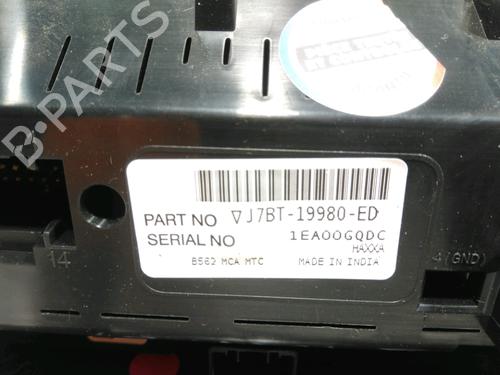 B-PARTS
PART NO ∇J7BT-19980-ED
SERIAL NO 1EA00GQDC
HAXXA
B562 MCA MTC MADE IN INDIA
14
4(GND)